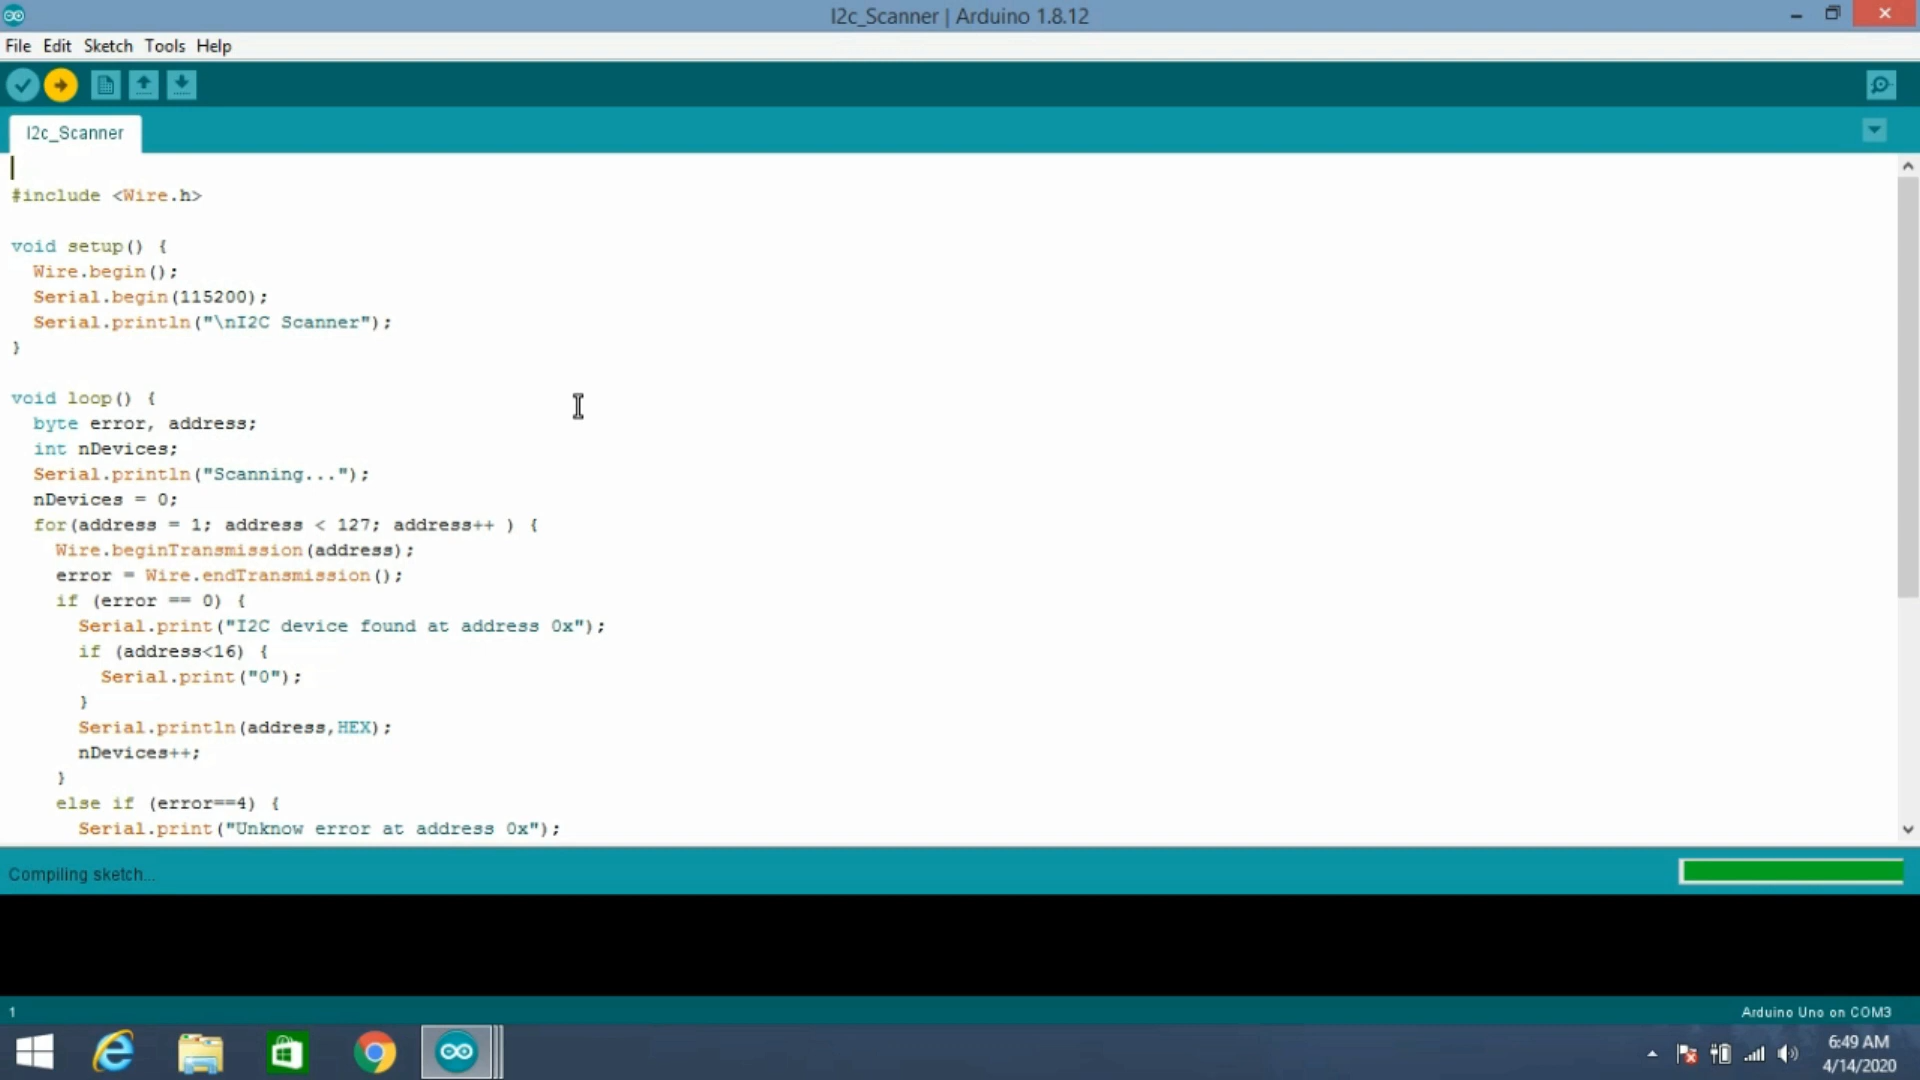 I2c_Scanner | Arduino 1.8.12
File Edit Sketch Tools Help
I2c_Scanner
#include <Wire.h>
void setup() {
Wire.begin();
Serial.begin(115200);
Serial.println("\nI2C Scanner");
}
void loop() {
byte error, address;
int nDevices;
Serial.println("Scanning...");
nDevices = 0;
for(address = 1; address < 127; address++ ) {
Wire.beginTransmission(address);
error = Wire.endTransmission();
if (error == 0) {
Serial.print("I2C device found at address 0x");
if (address<16) {
Serial.print("0");
}
Serial.println(address,HEX);
nDevices++;
}
else if (error==4) {
Serial.print("Unknow error at address 0x");
Compiling sketch...
1
Arduino Uno on COM3
6:49 AM
4/14/2020